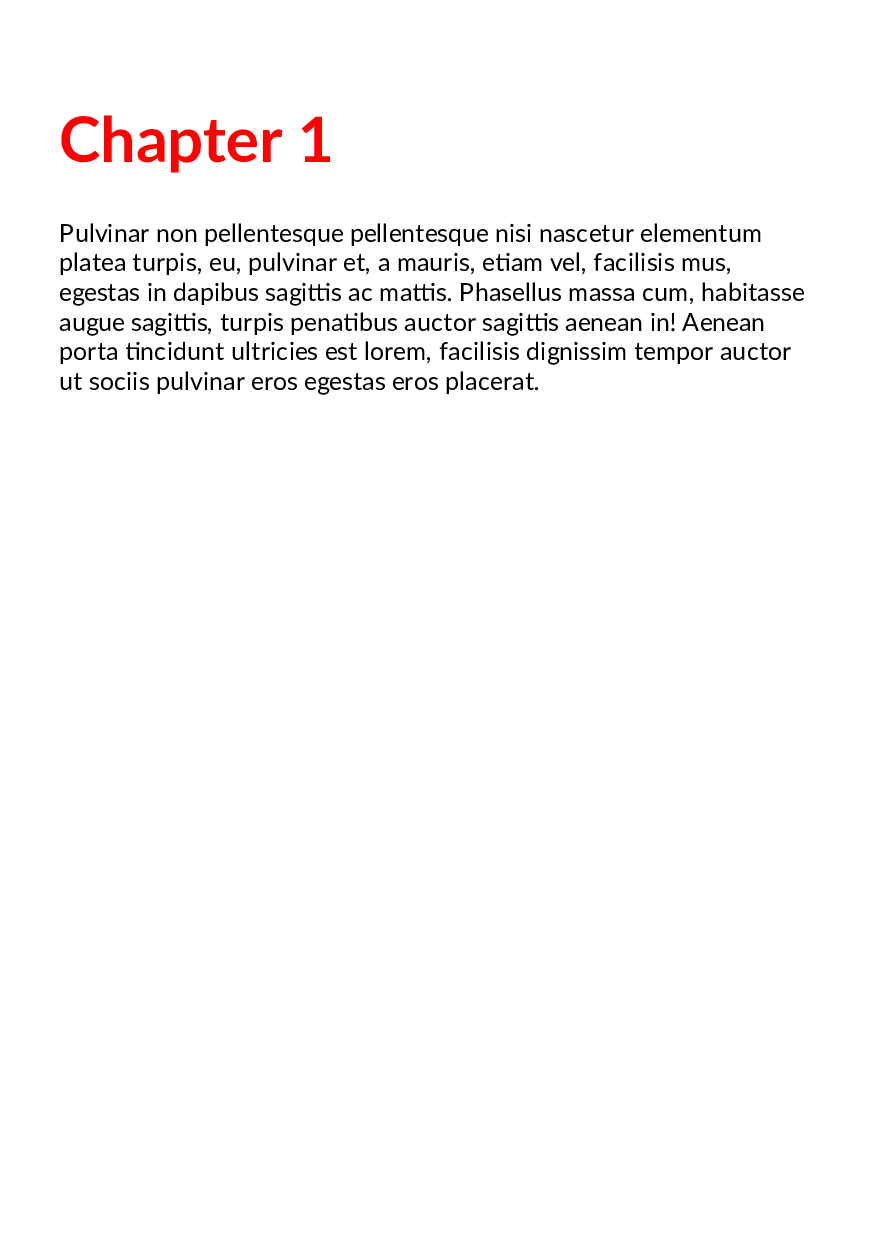 Chapter 1
Pulvinar non pellentesque pellentesque nisi nascetur elementum
platea turpis, eu, pulvinar et, a mauris, etiam vel, facilisis mus,
egestas in dapibus sagittis ac mattis. Phasellus massa cum, habitasse
augue sagittis, turpis penatibus auctor sagittis aenean in! Aenean
porta tincidunt ultricies est lorem, facilisis dignissim tempor auctor
ut sociis pulvinar eros egestas eros placerat.